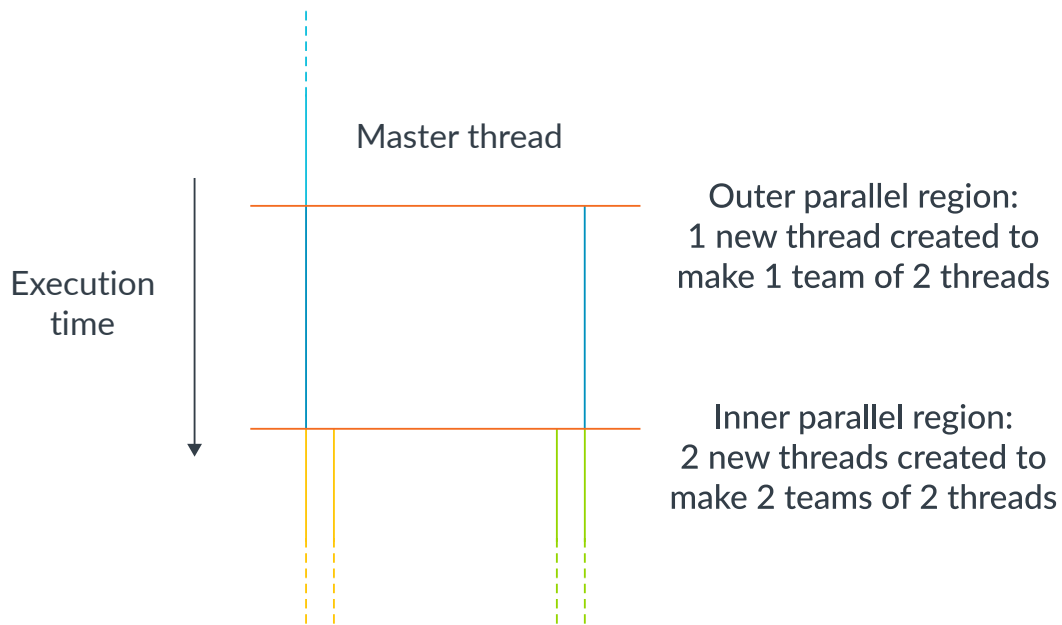 Master thread
Outer parallel region:
1 new thread created to
make 1 team of 2 threads
Execution
time
Inner parallel region:
2 new threads created to
make 2 teams of 2 threads